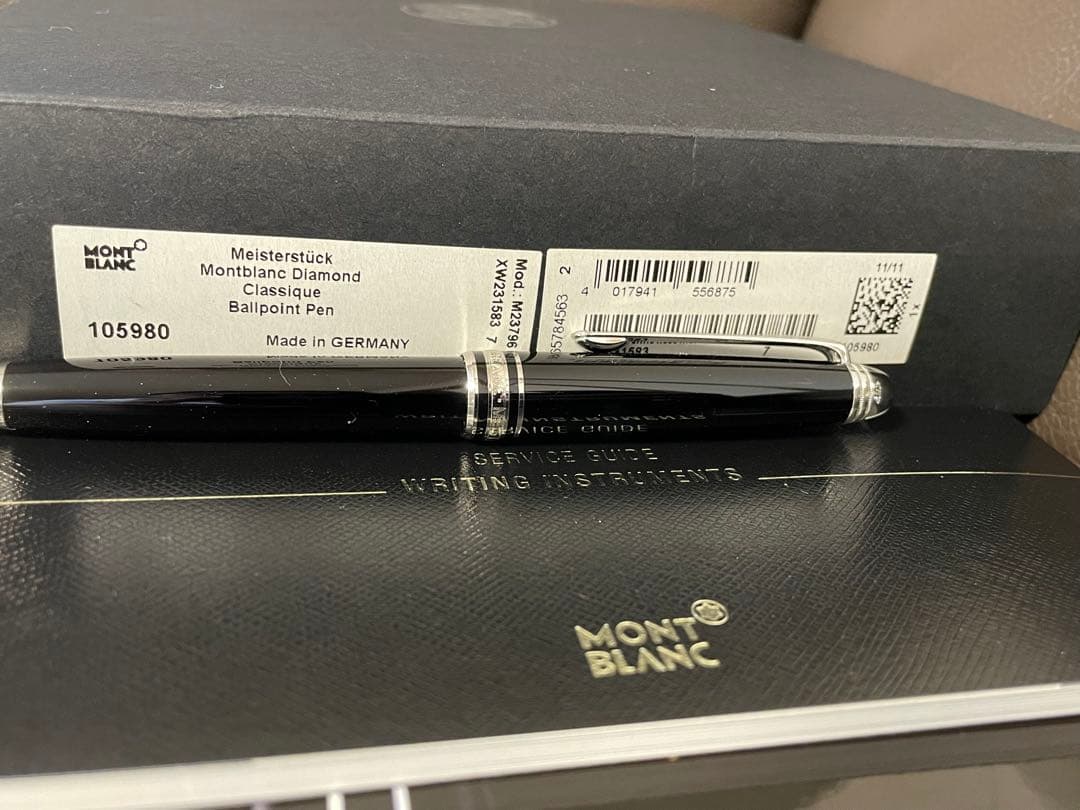 MONT
BLANC
Meisterstück
Montblanc Diamond
Classique
Ballpoint Pen
105980
Made in GERMANY
Mod.: M23796
XW231583 7
2
4 017941 556875
11/11
1x
7
105980
SERVICE GUIDE
WRITING INSTRUMENTS
MONT
BLANC